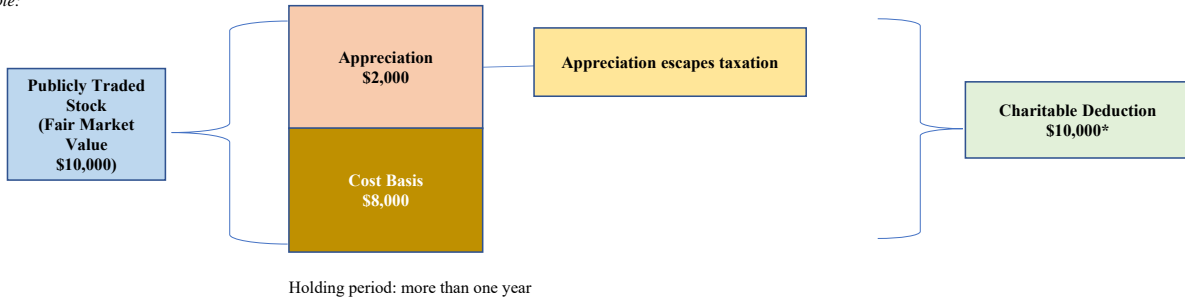 Publicly Traded
Stock
(Fair Market
Value
$10,000)
Appreciation
$2,000
Cost Basis
$8,000
Appreciation escapes taxation
Charitable Deduction
$10,000*
Holding period: more than one year